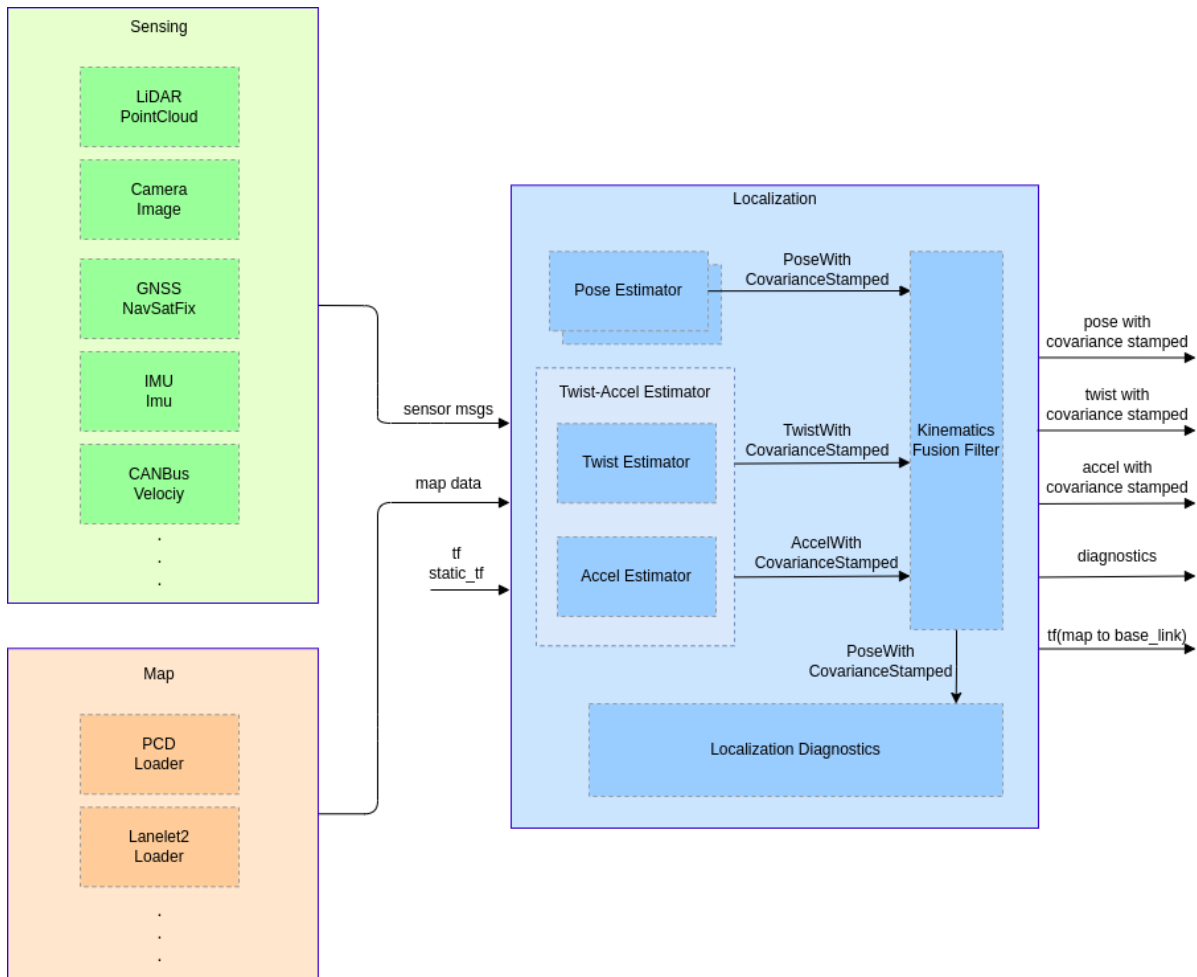 Sensing
LiDAR
PointCloud
Camera
Image
GNSS
NavSatFix
IMU
Imu
CANBus
Velociy
.
.
.
Map
PCD
Loader
Lanelet2
Loader
.
.
.
sensor msgs
map data
tf
static_tf
Localization
Pose Estimator
PoseWith
CovarianceStamped
Twist-Accel Estimator
Twist Estimator
TwistWith
CovarianceStamped
Accel Estimator
AccelWith
CovarianceStamped
Kinematics
Fusion Filter
PoseWith
CovarianceStamped
Localization Diagnostics
pose with
covariance stamped
twist with
covariance stamped
accel with
covariance stamped
diagnostics
tf(map to base_link)